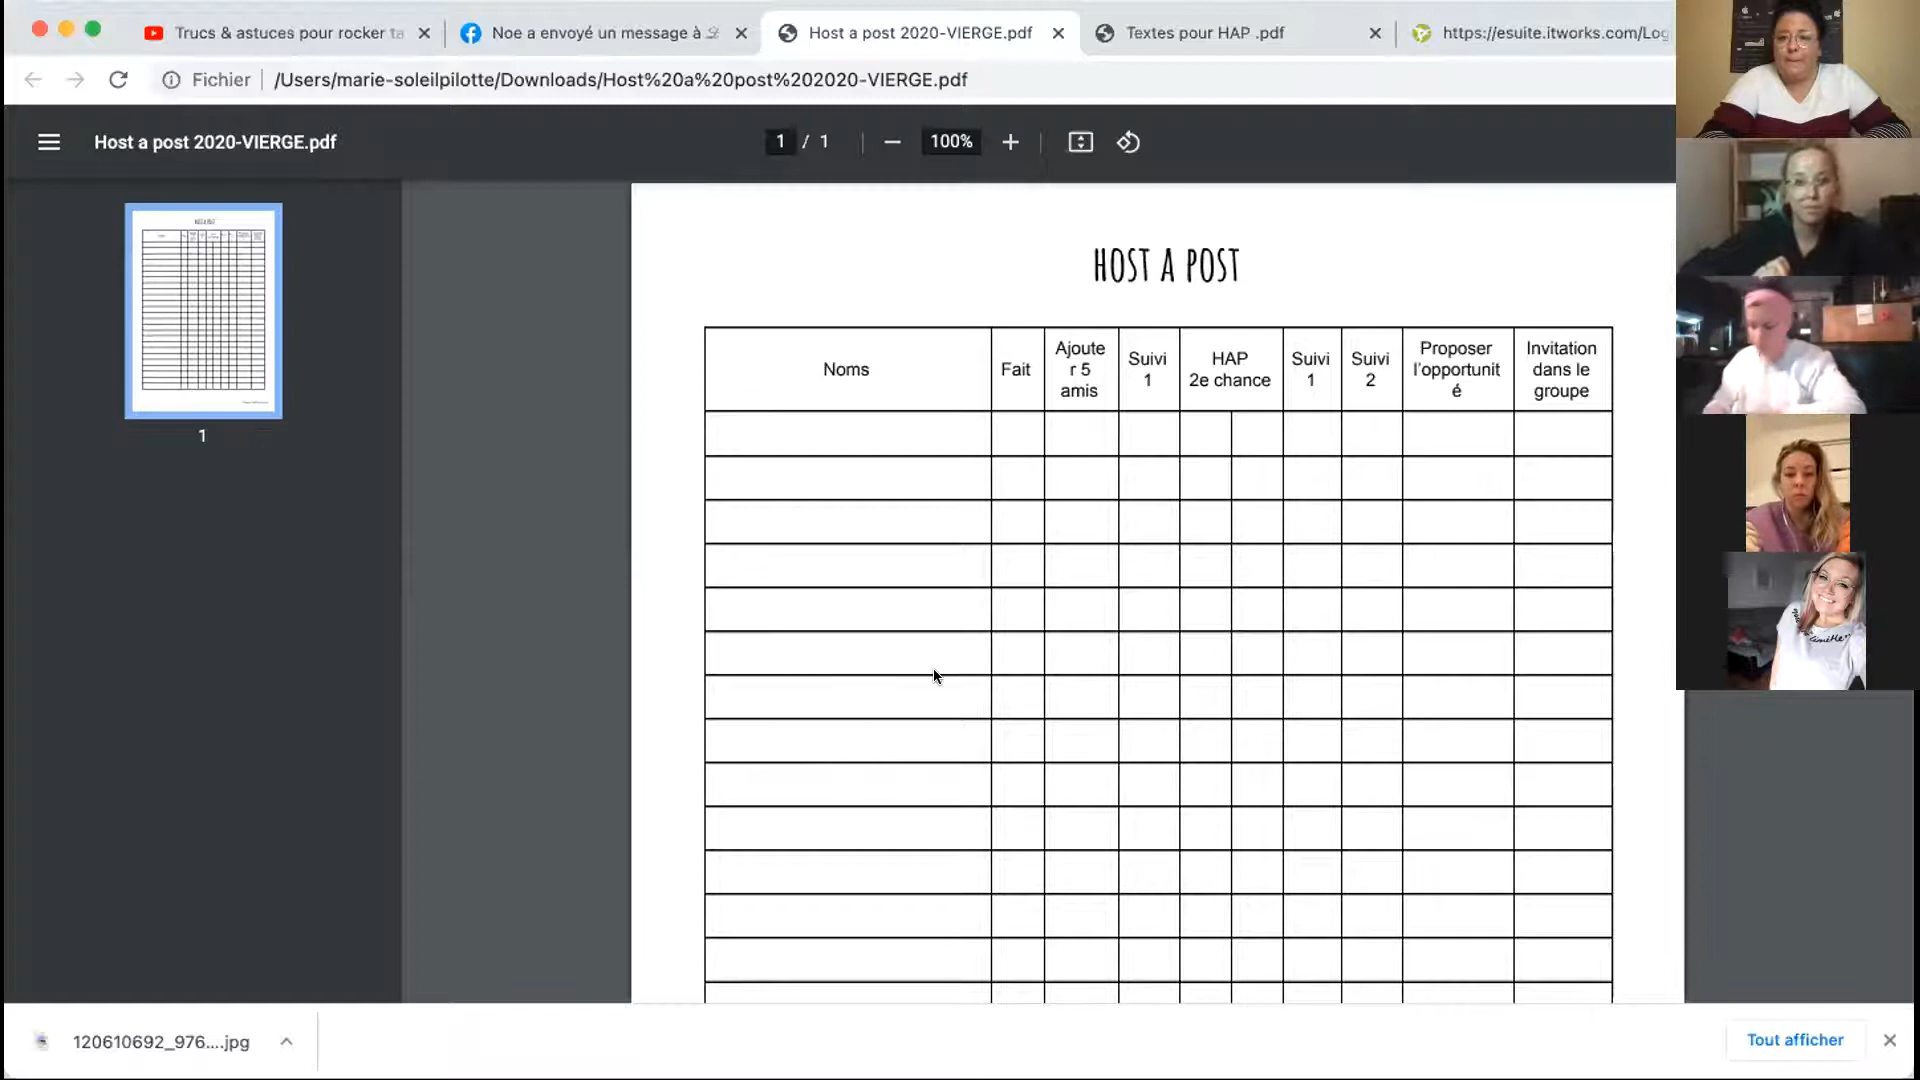 Trucs & astuces pour rocker ta
Noe a envoyé un message à
Host a post 2020-VIERGE.pdf
Textes pour HAP .pdf
https://esuite.itworks.com/Log
Fichier
/Users/marie-soleilpilotte/Downloads/Host%20a%20post%202020-VIERGE.pdf
Host a post 2020-VIERGE.pdf
1 / 1
100%
1
HOST A POST
Noms
Fait
Ajoute
r 5
amis
Suivi
1
HAP
2e chance
Suivi
1
Suivi
2
Proposer
l'opportunit
é
Invitation
dans le
groupe
120610692_976....jpg
Tout afficher